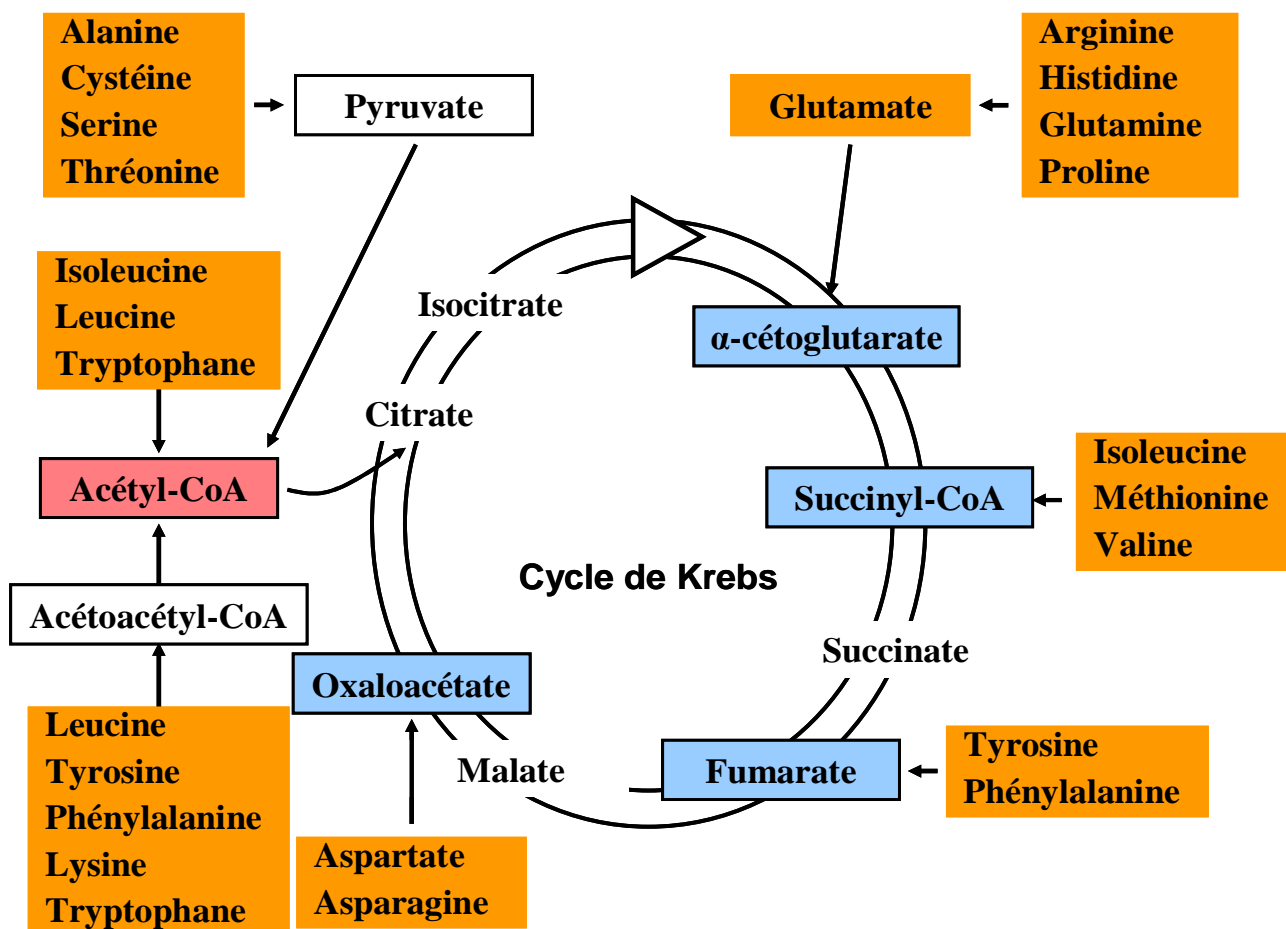 Alanine
Cystéine
Serine
Thréonine
Pyruvate
Glutamate
Arginine
Histidine
Glutamine
Proline
Isoleucine
Leucine
Tryptophane
Isocitrate
α-cétoglutarate
Citrate
Acétyl-CoA
Succinyl-CoA
Isoleucine
Méthionine
Valine
Cycle de Krebs
Acétoacétyl-CoA
Succinate
Oxaloacétate
Leucine
Tyrosine
Phénylalanine
Lysine
Tryptophane
Malate
Fumarate
Tyrosine
Phénylalanine
Aspartate
Asparagine